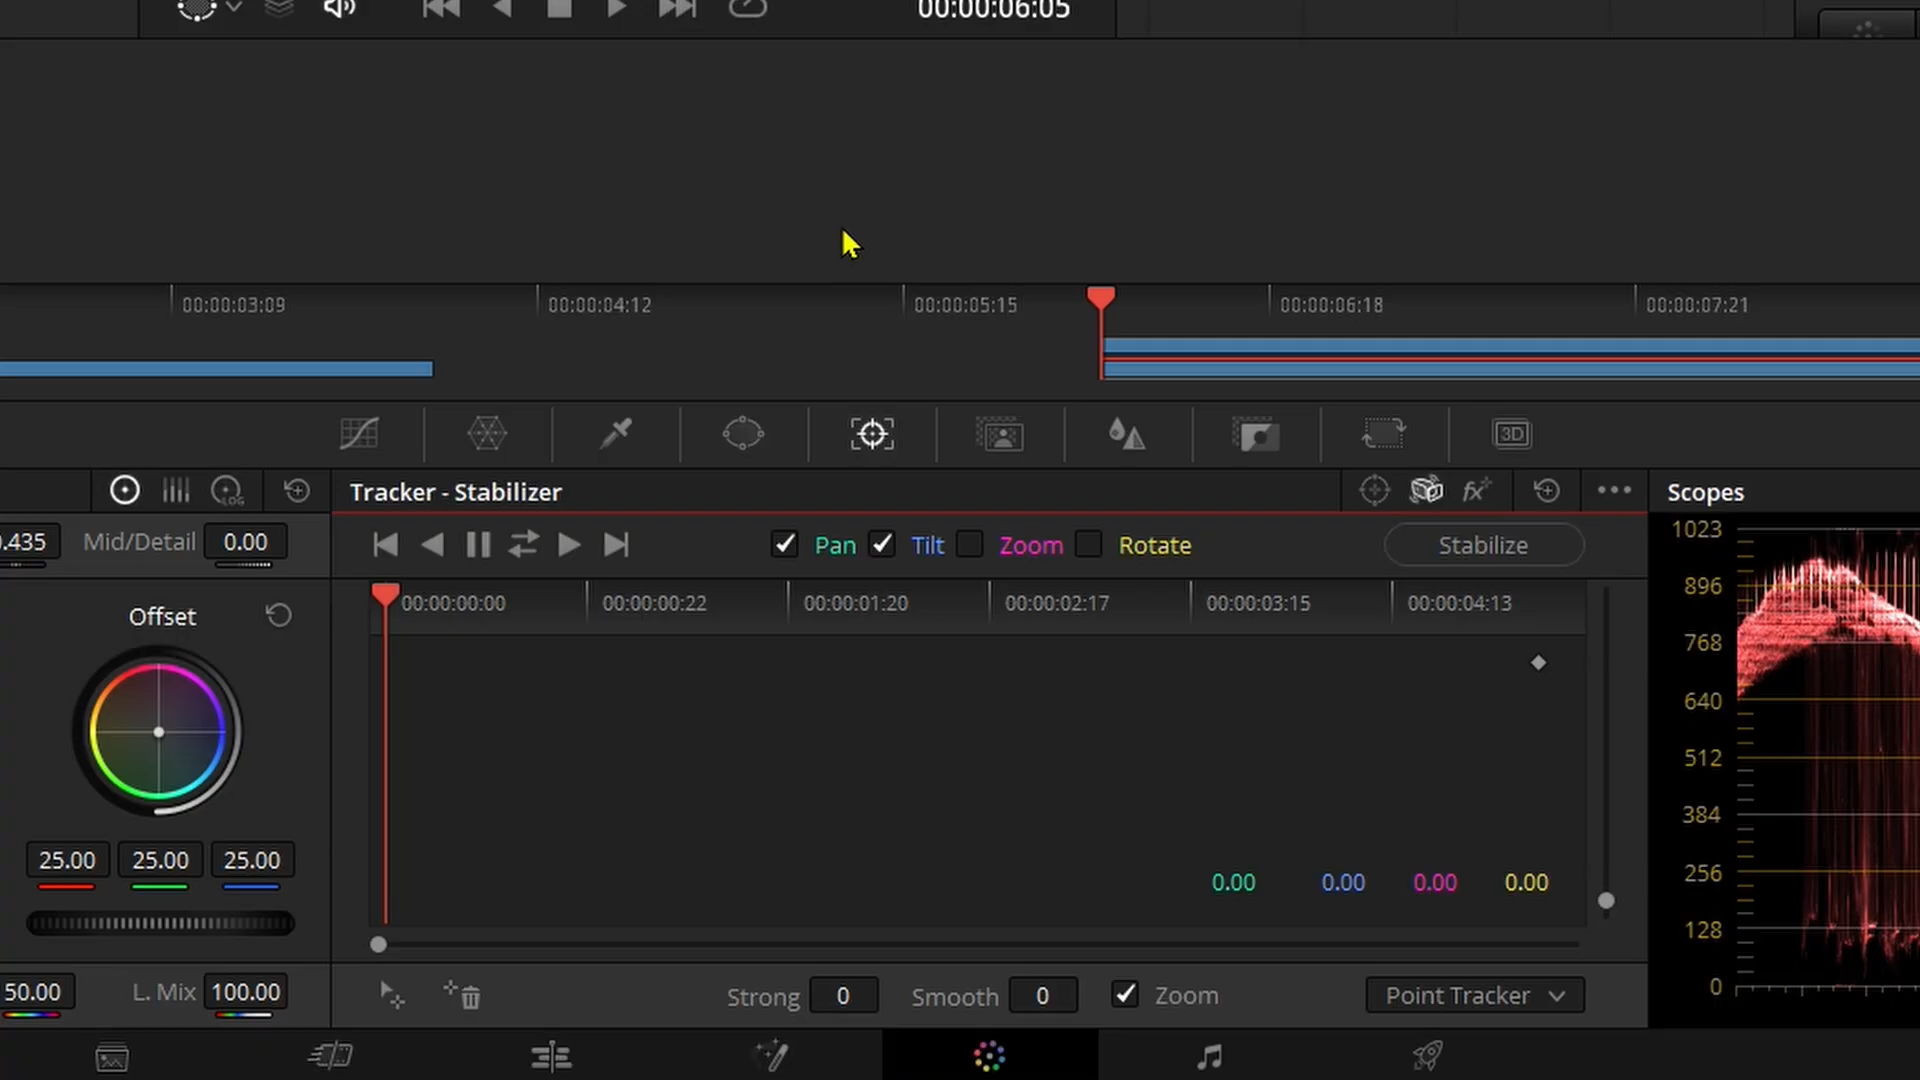 00:00:06:05
00:00:03:09 00:00:04:12 00:00:05:15 00:00:06:18 00:00:07:21
3D
LOG
Tracker - Stabilizer
fx
Scopes
0.435 Mid/Detail 0.00
Pan Tilt Zoom Rotate Stabilize
Offset
00:00:00:00 00:00:00:22 00:00:01:20 00:00:02:17 00:00:03:15 00:00:04:13
1023
896
768
640
512
384
256
128
0
25.00 25.00 25.00
0.00 0.00 0.00 0.00
50.00 L. Mix 100.00
Strong 0 Smooth 0 Zoom Point Tracker